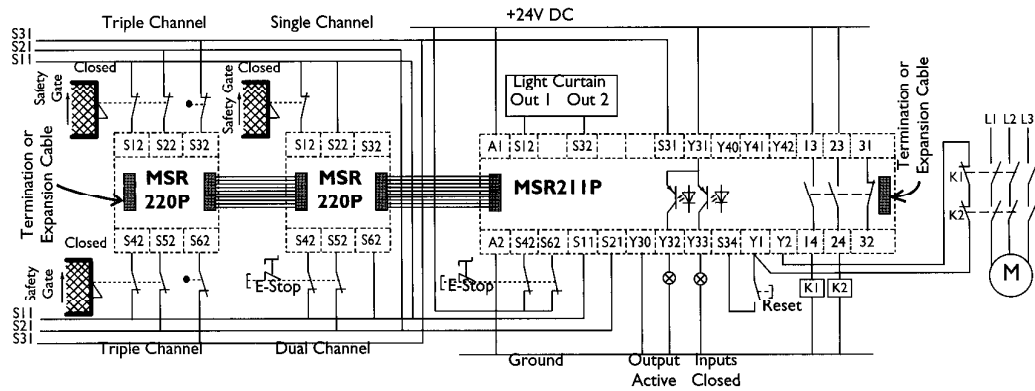 +24V DC
Triple Channel
Single Channel
S31
S21
S11
Closed
Safety Gate
Closed
Safety Gate
Light Curtain
Out 1 Out 2
Termination or
Expansion Cable
L1 L2 L3
S12 S22 S32
S12 S22 S32
A1 S12 S32 S31 Y31 Y40 Y41 Y42 13 23 31
Termination or
Expansion Cable
MSR
220P
MSR
220P
MSR211P
K1
K2
S42 S52 S62
S42 S52 S62
A2 S42 S62 S11 S21 Y30 Y32 Y33 S34 Y1 Y2 14 24 32
Closed
Safety
Gate
E-Stop
E-Stop
K1 K2
M
Reset
S11
S21
S31
Triple Channel
Dual Channel
Ground
Output
Active
Inputs
Closed